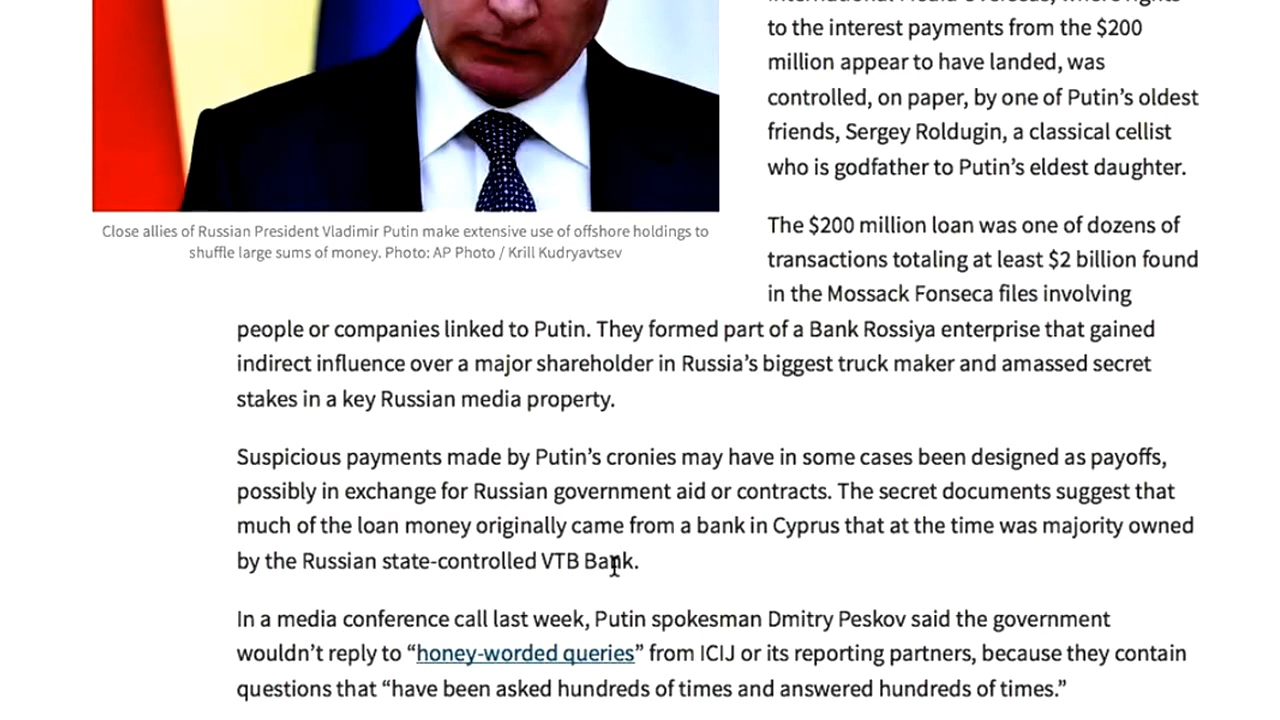 to the interest payments from the $200
million appear to have landed, was
controlled, on paper, by one of Putin’s oldest
friends, Sergey Roldugin, a classical cellist
who is godfather to Putin’s eldest daughter.
Close allies of Russian President Vladimir Putin make extensive use of offshore holdings to
shuffle large sums of money. Photo: AP Photo / Krill Kudryavtsev
The $200 million loan was one of dozens of
transactions totaling at least $2 billion found
in the Mossack Fonseca files involving
people or companies linked to Putin. They formed part of a Bank Rossiya enterprise that gained
indirect influence over a major shareholder in Russia’s biggest truck maker and amassed secret
stakes in a key Russian media property.
Suspicious payments made by Putin’s cronies may have in some cases been designed as payoffs,
possibly in exchange for Russian government aid or contracts. The secret documents suggest that
much of the loan money originally came from a bank in Cyprus that at the time was majority owned
by the Russian state-controlled VTB Bank.
In a media conference call last week, Putin spokesman Dmitry Peskov said the government
wouldn’t reply to “honey-worded queries” from ICIJ or its reporting partners, because they contain
questions that “have been asked hundreds of times and answered hundreds of times.”